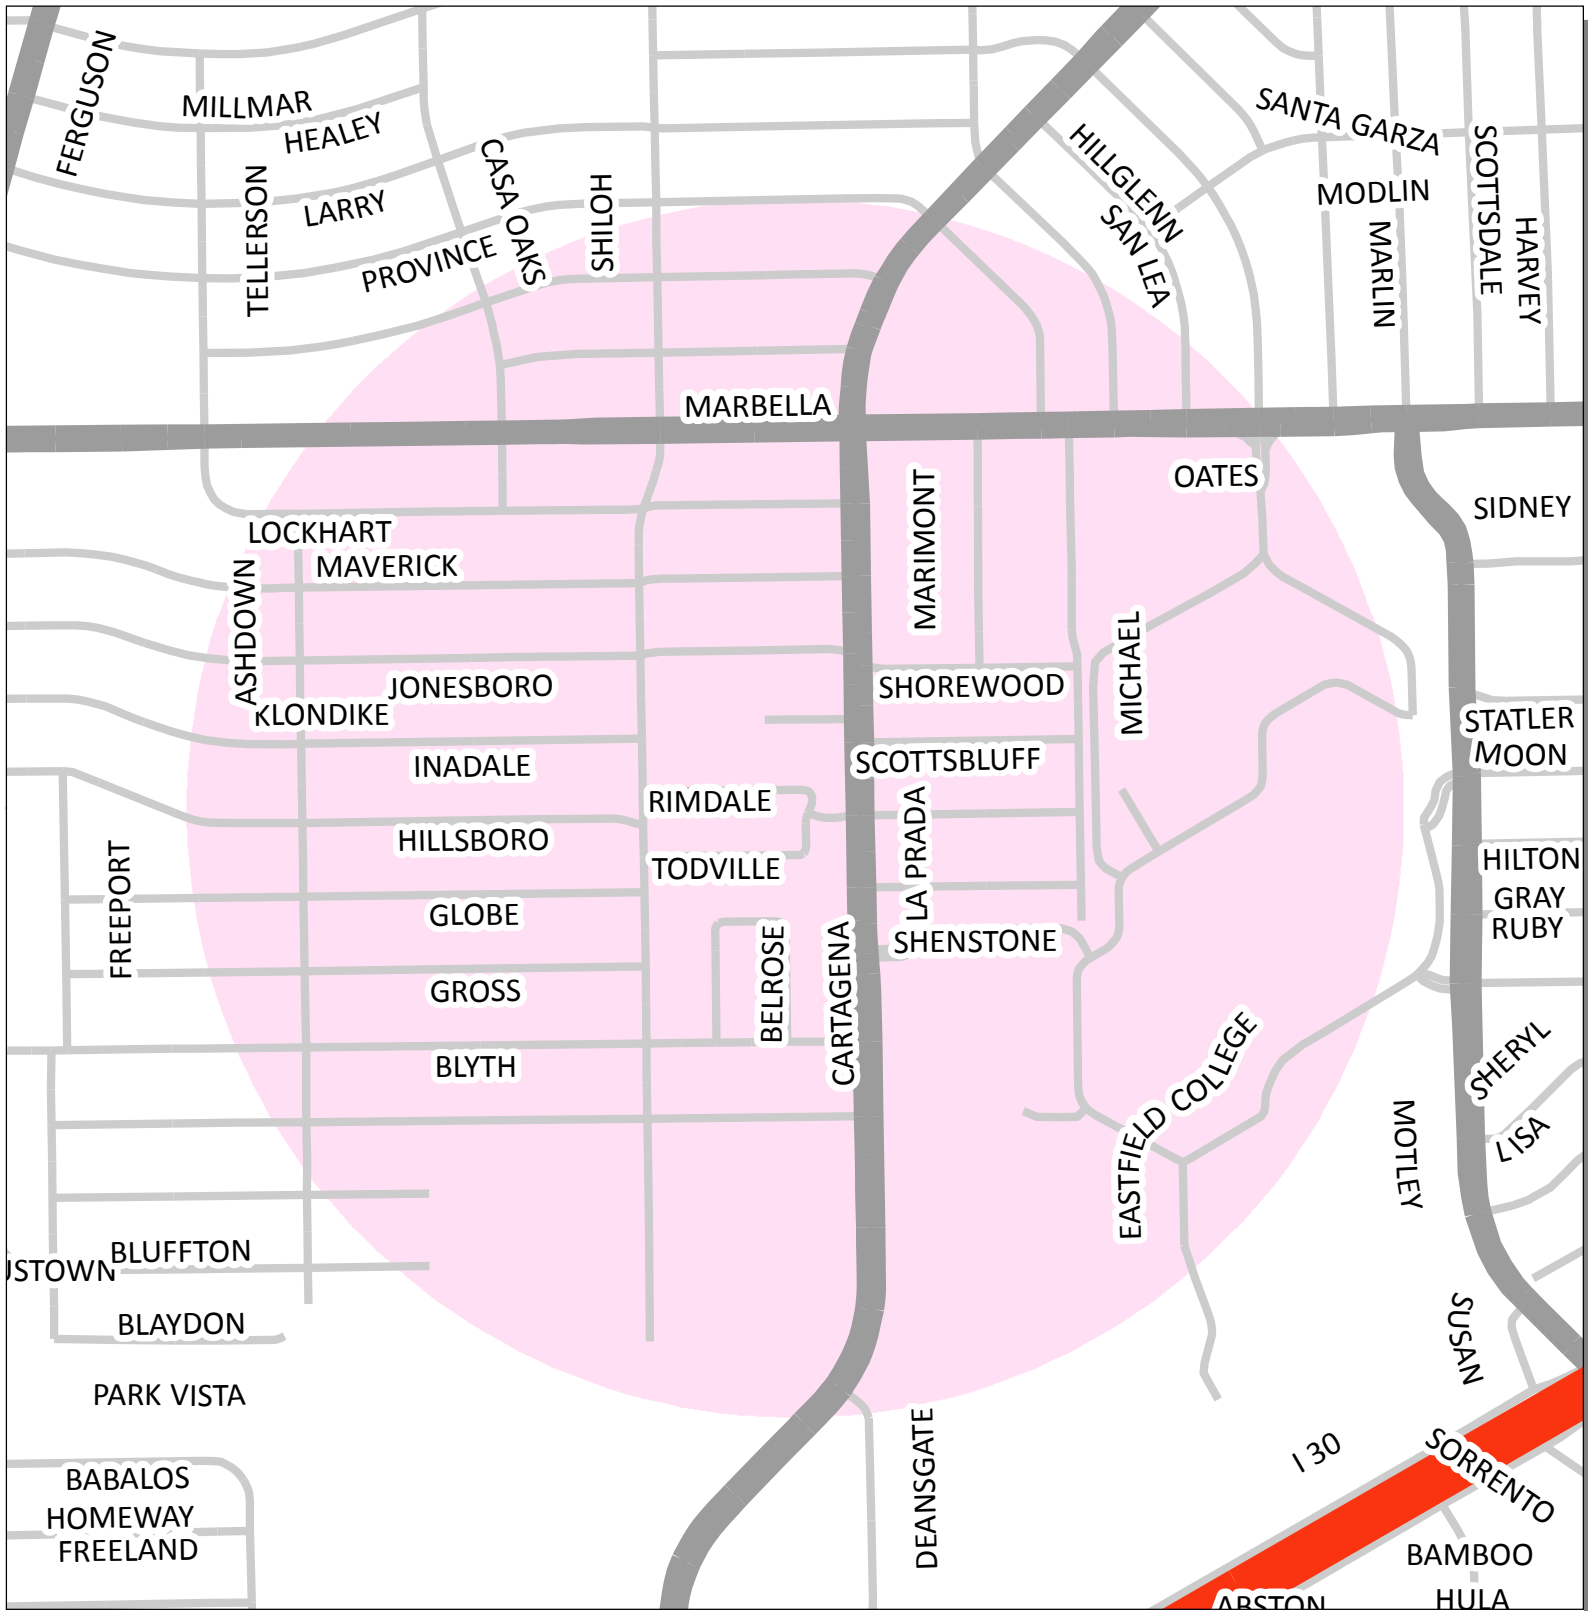 FERGUSON
MILLMAR
HEALEY
SANTA GARZA
HILLGLENN
SCOTTSDALE
CASA OAKS
TELLERSON
SHILOH
LARRY
MODLIN
SAN LEA
MARLIN
HARVEY
PROVINCE
MARBELLA
OATES
MARIMONT
SIDNEY
LOCKHART
MAVERICK
ASHDOWN
MICHAEL
JONESBORO
SHOREWOOD
KLONDIKE
STATLER
MOON
INADALE
SCOTTSBLUFF
RIMDALE
LA PRADA
HILLSBORO
FREEPORT
TODVILLE
HILTON
GRAY
GLOBE
RUBY
SHENSTONE
BELROSE
CARTAGENA
GROSS
BLYTH
EASTFIELD COLLEGE
SHERYL
LISA
MOTLEY
BLUFFTON
USTOWN
BLAYDON
SUSAN
PARK VISTA
DEANSGATE
I 30
SORRENTO
BABALOS
HOMEWAY
FREELAND
BAMBOO
HULA
ABSTON